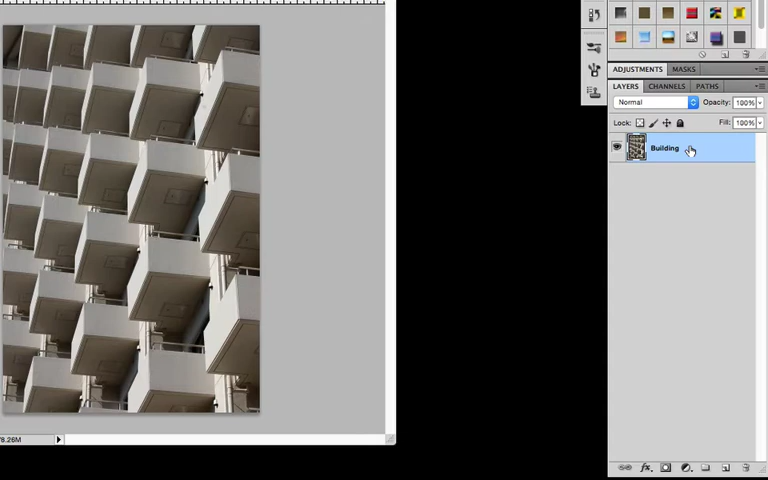 ADJUSTMENTS MASKS
LAYERS CHANNELS PATHS
Normal Opacity: 100%
Lock: Fill: 100%
Building
8.26M